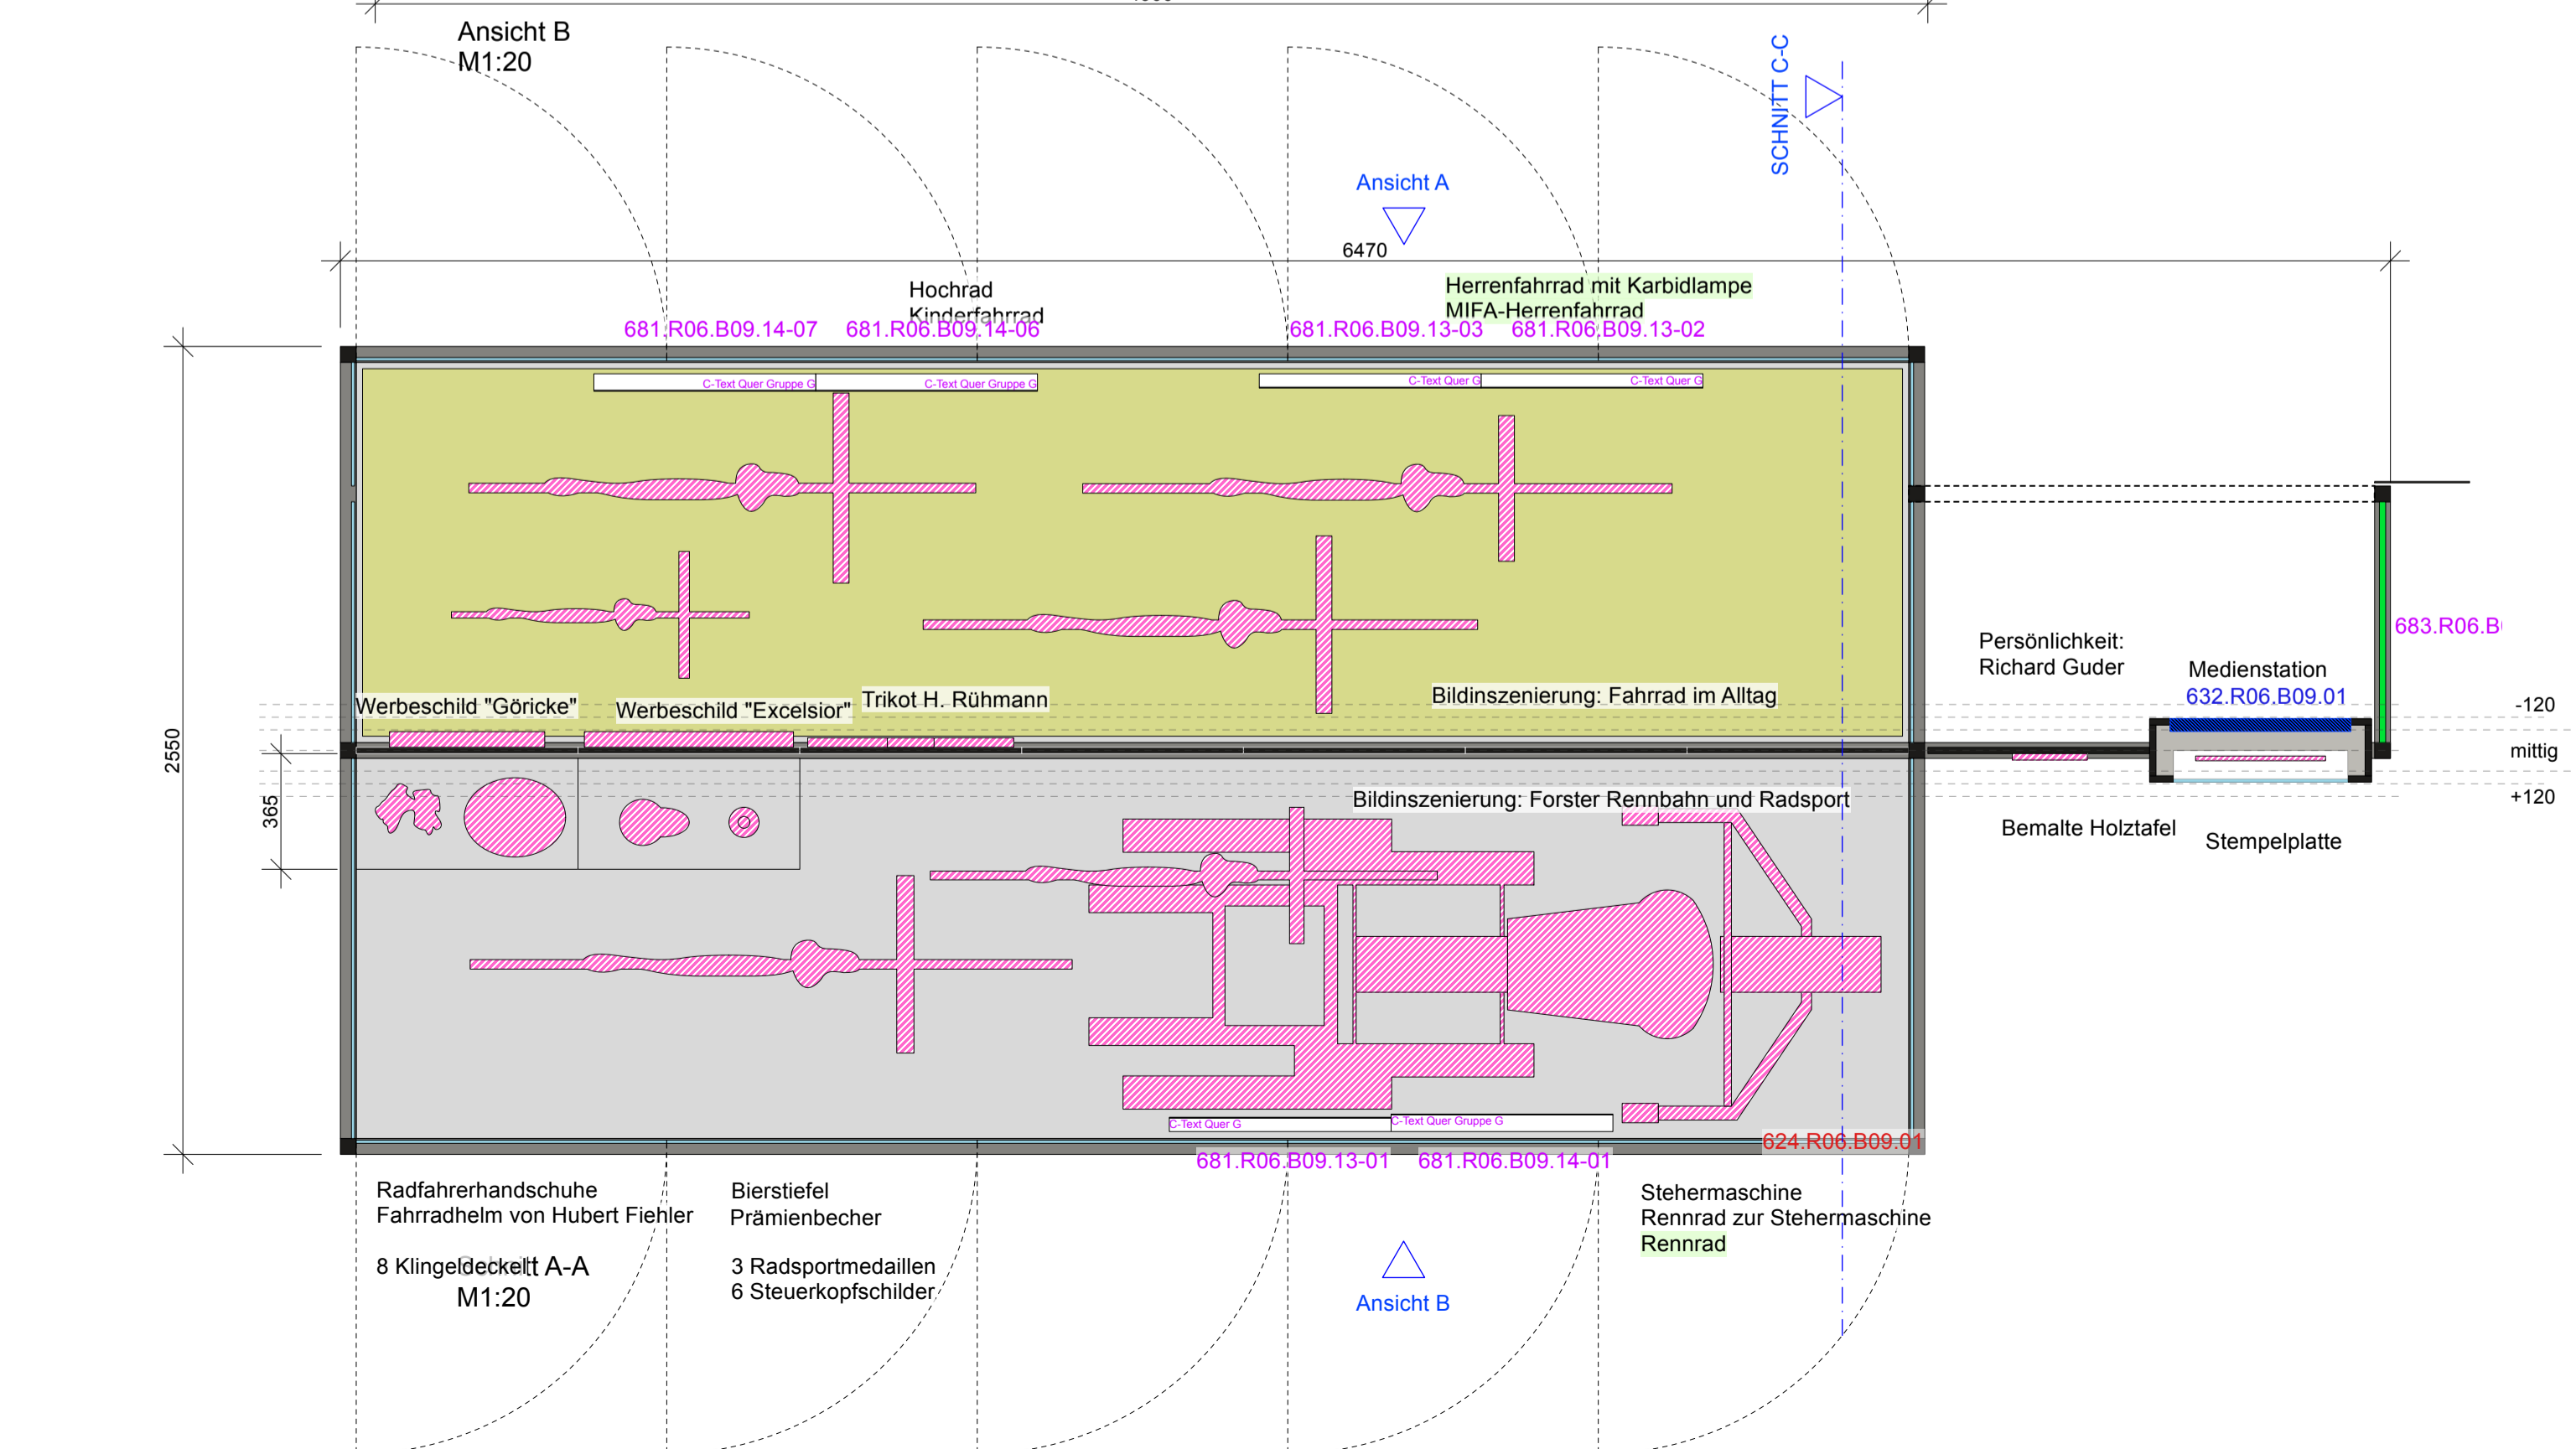 Ansicht B
M1:20
SCHNITT C-C
Ansicht A
6470
Hochrad
Kinderfahrrad
Herrenfahrrad mit Karbidlampe
MIFA-Herrenfahrrad
681.R06.B09.14-07
681.R06.B09.14-06
681.R06.B09.13-03
681.R06.B09.13-02
C-Text Quer Gruppe G
C-Text Quer Gruppe G
C-Text Quer G
C-Text Quer G
683.R06.B
Persönlichkeit:
Richard Guder
Medienstation
632.R06.B09.01
Werbeschild "Göricke"
Werbeschild "Excelsior"
Trikot H. Rühmann
Bildinszenierung: Fahrrad im Alltag
-120
mittig
+120
2550
365
Bildinszenierung: Forster Rennbahn und Radsport
Bemalte Holztafel
Stempelplatte
C-Text Quer G
C-Text Quer Gruppe G
624.R06.B09.01
681.R06.B09.13-01
681.R06.B09.14-01
Radfahrerhandschuhe
Fahrradhelm von Hubert Fiehler
8 Klingeldeckel
Bierstiefel
Prämienbecher
3 Radsportmedaillen
6 Steuerkopfschilder
Stehermaschine
Rennrad zur Stehermaschine
Rennrad
Schnitt A-A
M1:20
Ansicht B